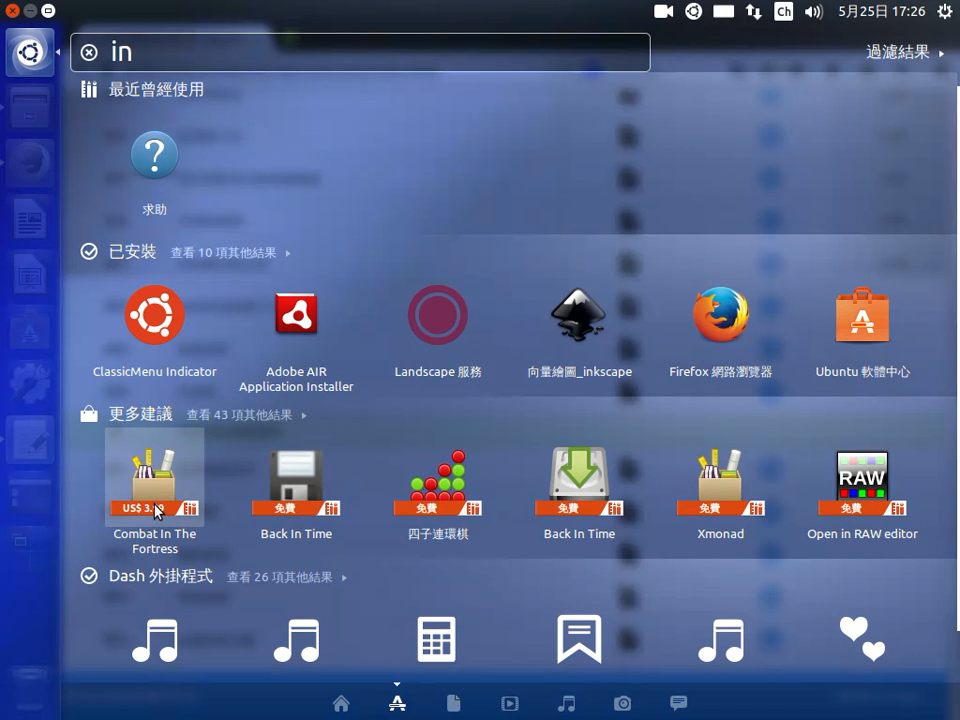 Ch
5月25日 17:26
in
過濾結果
最近曾經使用
求助
已安裝 查看 10 項其他結果
ClassicMenu Indicator
Adobe AIR
Application Installer
Landscape 服務
向量繪圖_inkscape
Firefox 網路瀏覽器
Ubuntu 軟體中心
更多建議 查看 43 項其他結果
US$ 3.
免費
免費
免費
免費
RAW
免費
Combat In The
Fortress
Back In Time
四子連環棋
Back In Time
Xmonad
Open in RAW editor
Dash 外掛程式 查看 26 項其他結果